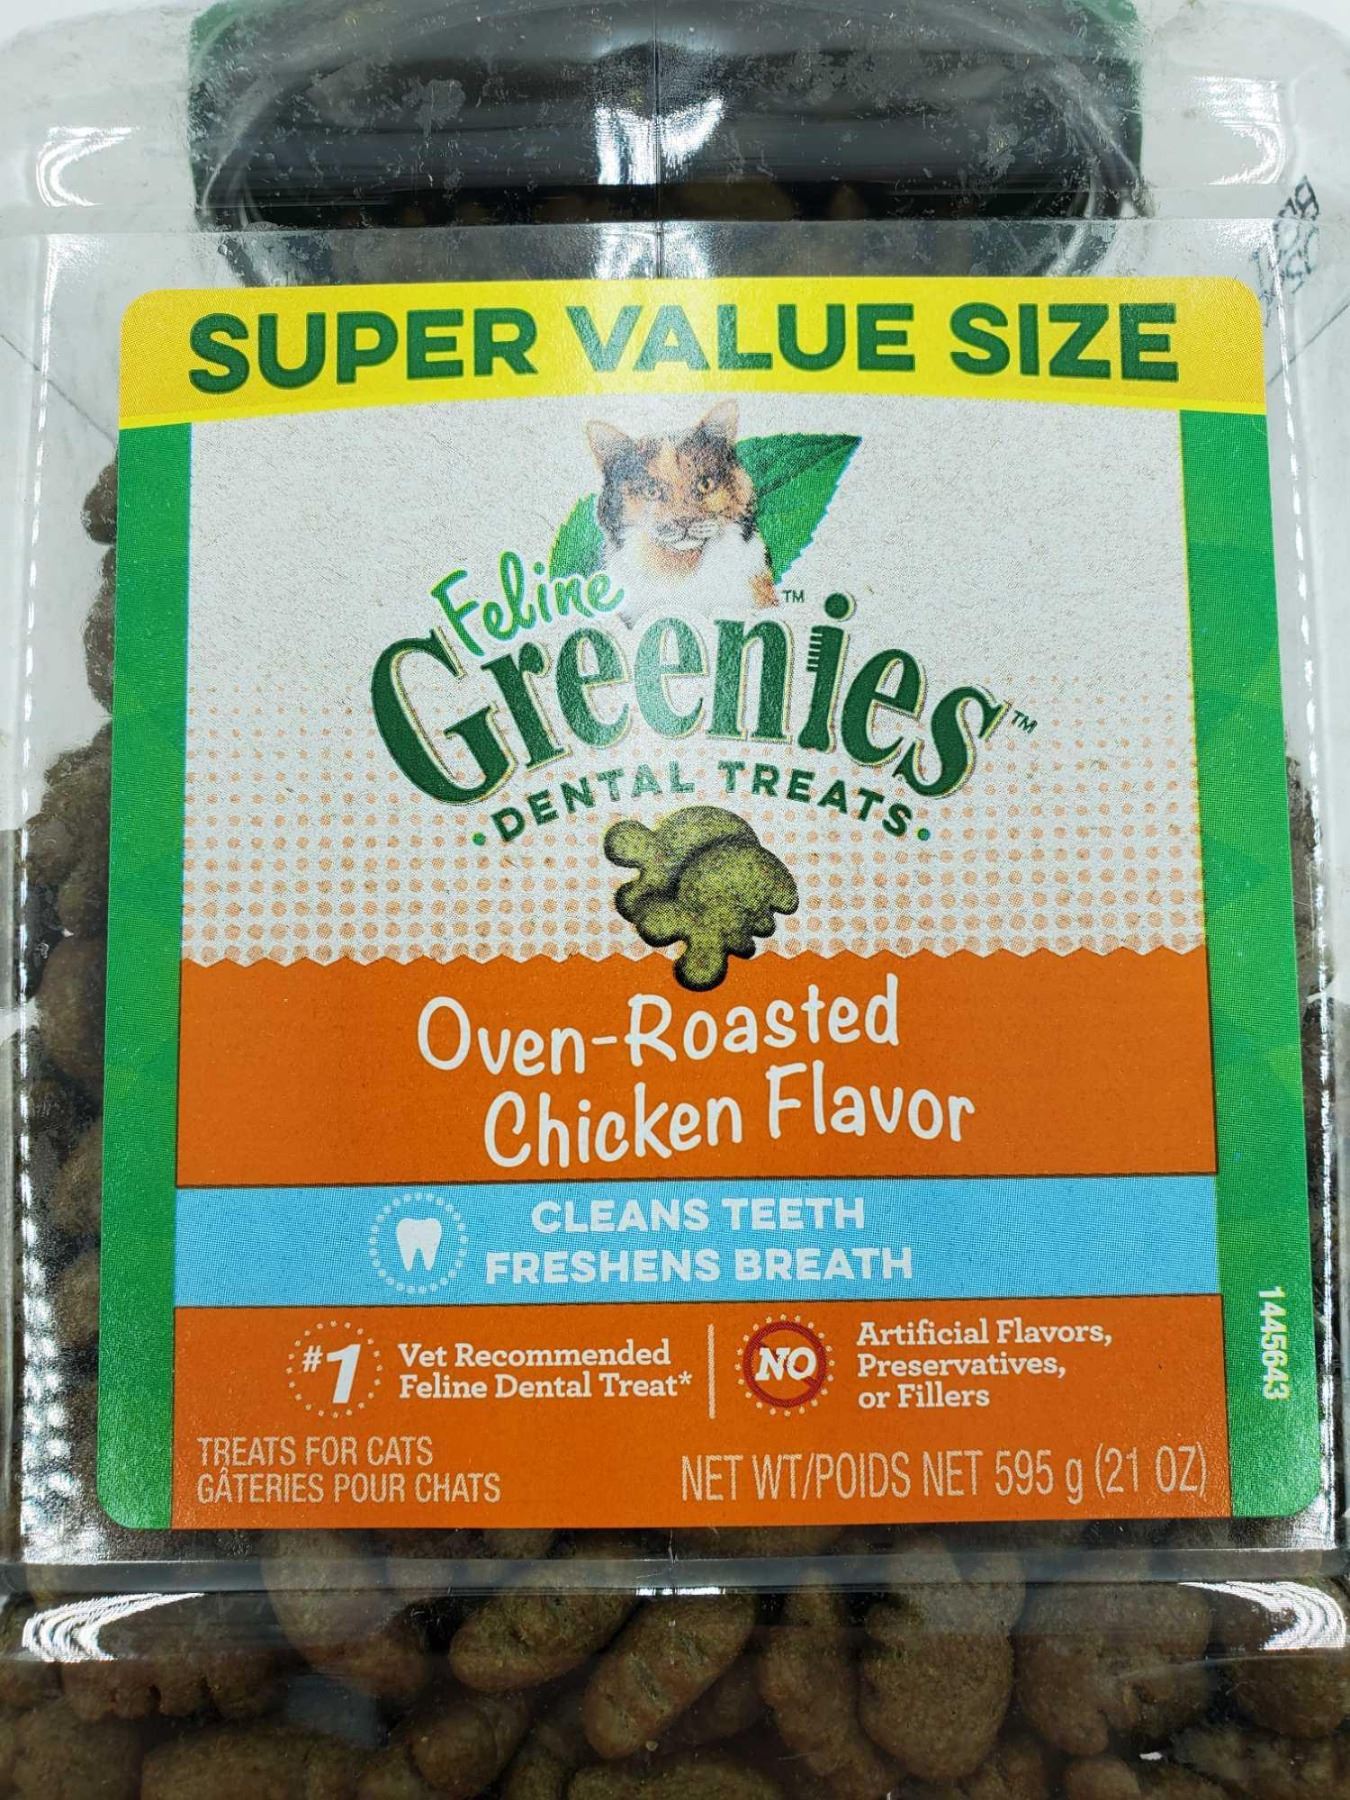 SUPER VALUE SIZE
Feline
Greenies™
™
•DENTAL TREATS•
Oven-Roasted
Chicken Flavor
CLEANS TEETH
FRESHENS BREATH
#1 Vet Recommended
Feline Dental Treat*
NO Artificial Flavors,
Preservatives,
or Fillers
1445643
TREATS FOR CATS
GÂTERIES POUR CHATS
NET WT/POIDS NET 595 g (21 OZ)